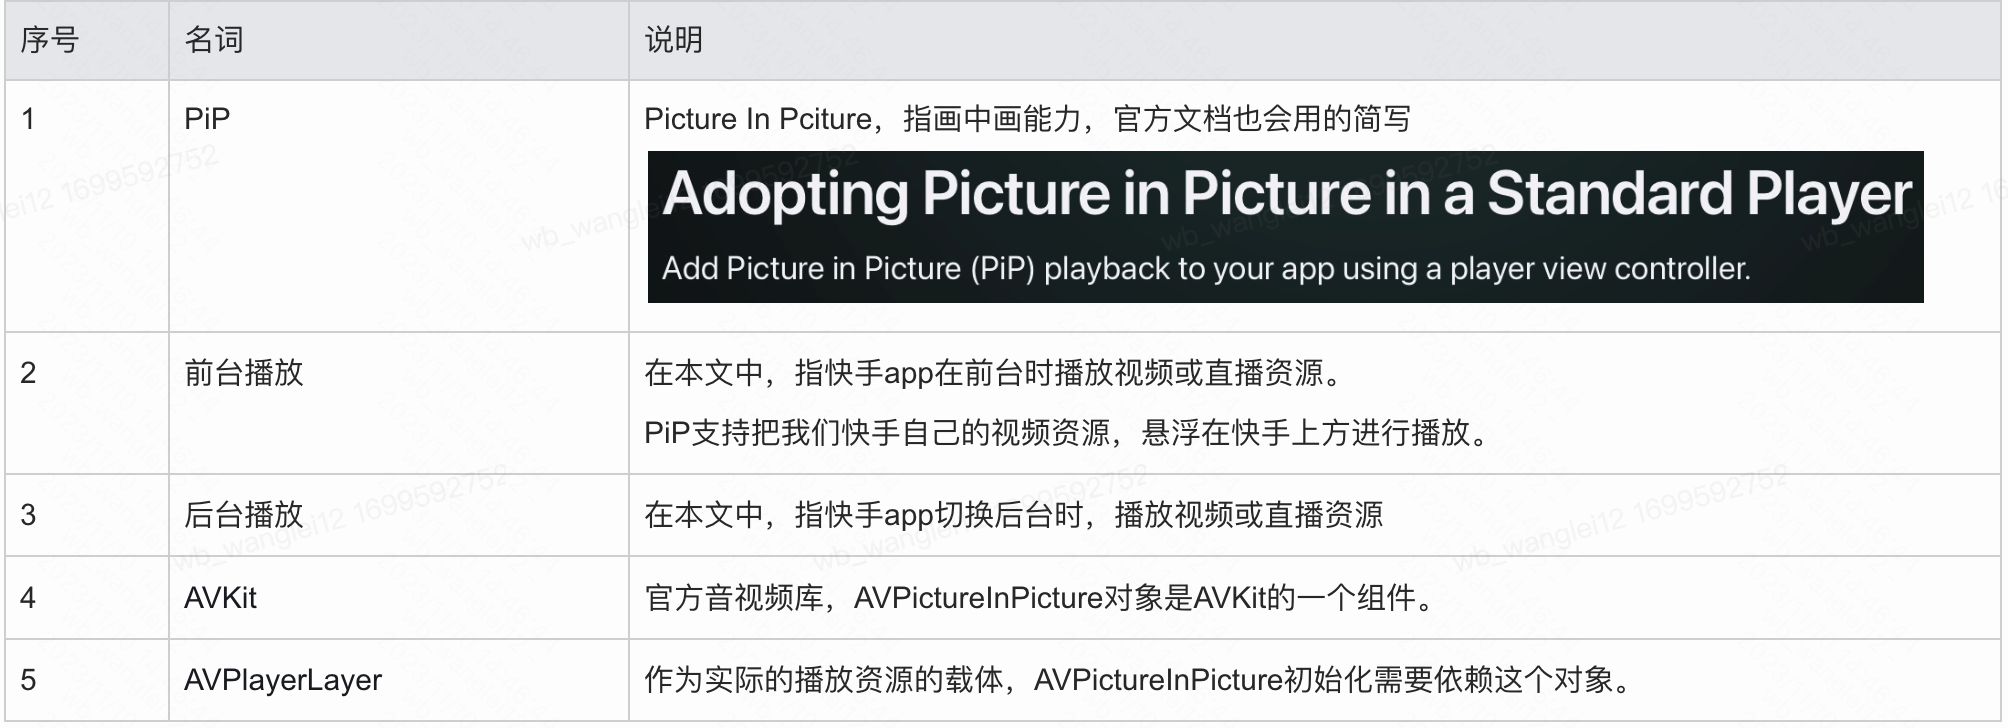 序号 名词 说明
1 PiP Picture In Pciture，指画中画能力，官方文档也会用的简写
Adopting Picture in Picture in a Standard Player
Add Picture in Picture (PiP) playback to your app using a player view controller.
2 前台播放 在本文中，指快手app在前台时播放视频或直播资源。
PiP支持把我们快手自己的视频资源，悬浮在快手上方进行播放。
3 后台播放 在本文中，指快手app切换后台时，播放视频或直播资源
4 AVKit 官方音视频库，AVPictureInPicture对象是AVKit的一个组件。
5 AVPlayerLayer 作为实际的播放资源的载体，AVPictureInPicture初始化需要依赖这个对象。
wb_wanglei12 1699592752